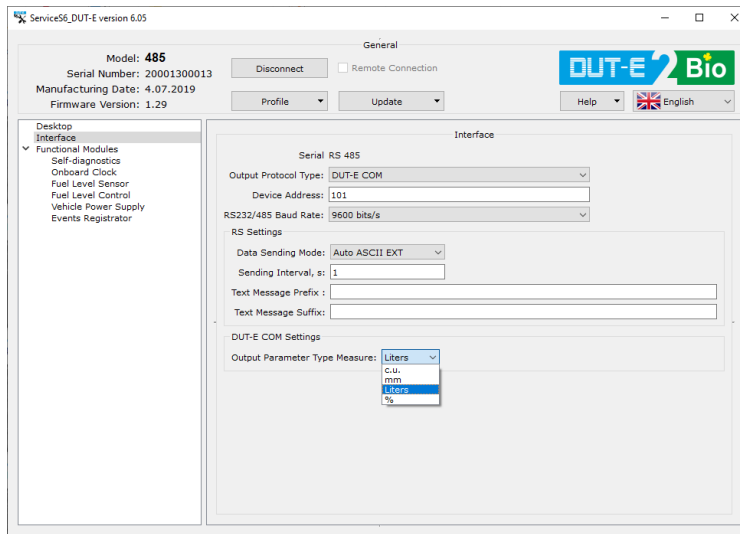 ServiceS6_DUT-E version 6.05
General
Model: 485
Serial Number: 20001300013
Manufacturing Date: 4.07.2019
Firmware Version: 1.29
Disconnect
Remote Connection
Profile
Update
DUT-E 2 Bio
Help
English
Desktop
Interface
Functional Modules
Self-diagnostics
Onboard Clock
Fuel Level Sensor
Fuel Level Control
Vehicle Power Supply
Events Registrator
Interface
Serial RS 485
Output Protocol Type: DUT-E COM
Device Address: 101
RS232/485 Baud Rate: 9600 bits/s
RS Settings
Data Sending Mode: Auto ASCII EXT
Sending Interval, s: 1
Text Message Prefix :
Text Message Suffix:
DUT-E COM Settings
Output Parameter Type Measure: Liters
c.u.
mm
Liters
%